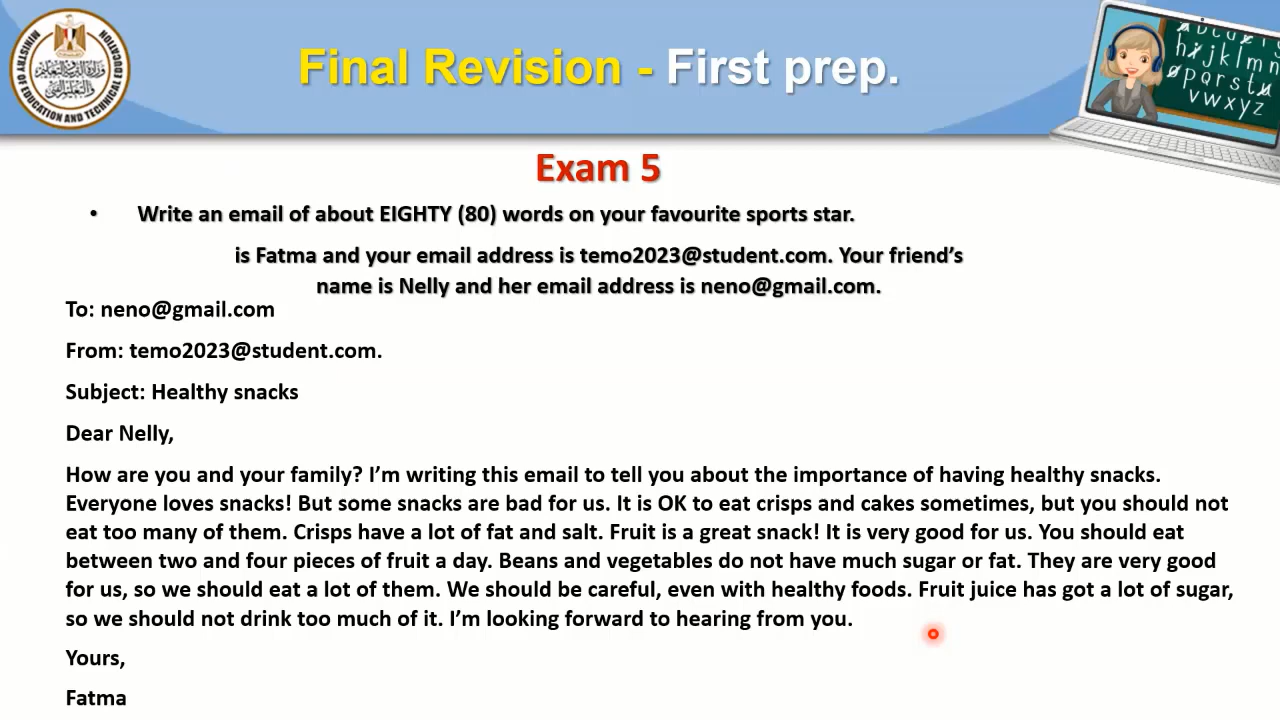 MINISTRY OF EDUCATION AND TECHNICAL EDUCATION
Final Revision - First prep.
Exam 5
• Write an email of about EIGHTY (80) words on your favourite sports star.
is Fatma and your email address is temo2023@student.com. Your friend’s
name is Nelly and her email address is neno@gmail.com.
To: neno@gmail.com
From: temo2023@student.com.
Subject: Healthy snacks
Dear Nelly,
How are you and your family? I’m writing this email to tell you about the importance of having healthy snacks.
Everyone loves snacks! But some snacks are bad for us. It is OK to eat crisps and cakes sometimes, but you should not
eat too many of them. Crisps have a lot of fat and salt. Fruit is a great snack! It is very good for us. You should eat
between two and four pieces of fruit a day. Beans and vegetables do not have much sugar or fat. They are very good
for us, so we should eat a lot of them. We should be careful, even with healthy foods. Fruit juice has got a lot of sugar,
so we should not drink too much of it. I’m looking forward to hearing from you.
Yours,
Fatma